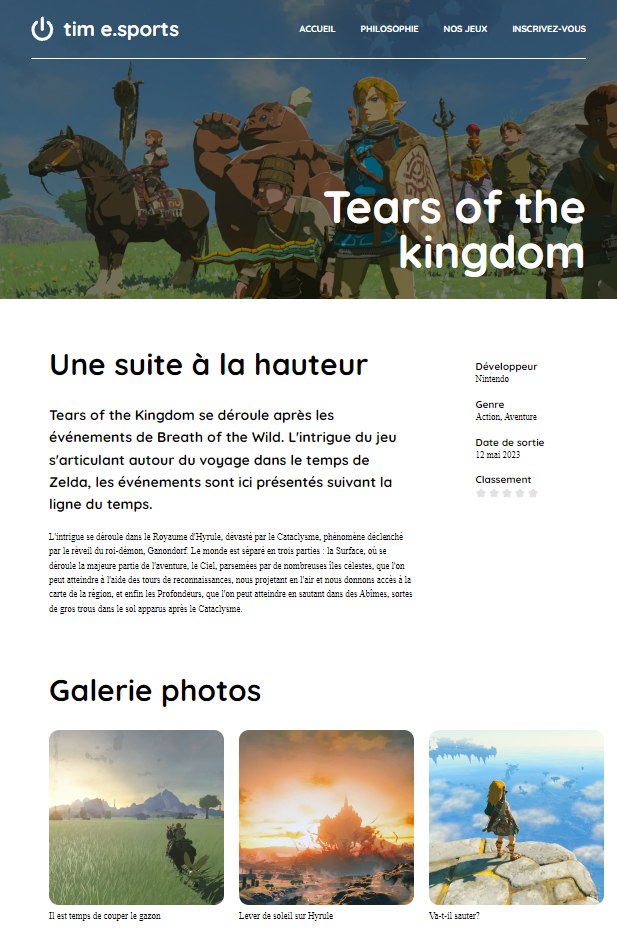 tim e.sports
ACCUEIL PHILOSOPHIE NOS JEUX INSCRIVEZ-VOUS
Tears of the
kingdom
Une suite à la hauteur
Tears of the Kingdom se déroule après les
événements de Breath of the Wild. L'intrigue du jeu
s'articulant autour du voyage dans le temps de
Zelda, les événements sont ici présentés suivant la
ligne du temps.
L'intrigue se déroule dans le Royaume d'Hyrule, dévasté par le Cataclysme, phénomène déclenché
par le réveil du roi-démon, Ganondorf. Le monde est séparé en trois parties : la Surface, où se
déroule la majeure partie de l'aventure, le Ciel, parsemées par de nombreuses îles célestes, que l'on
peut atteindre à l'aide des tours de reconnaissances, nous projetant en l'air et nous donnons accès à la
carte de la région, et enfin les Profondeurs, que l'on peut atteindre en sautant dans des Abîmes, sortes
de gros trous dans le sol apparus après le Cataclysme.
Développeur
Nintendo
Genre
Action, Aventure
Date de sortie
12 mai 2023
Classement
Galerie photos
Il est temps de couper le gazon
Lever de soleil sur Hyrule
Va-t-il sauter?